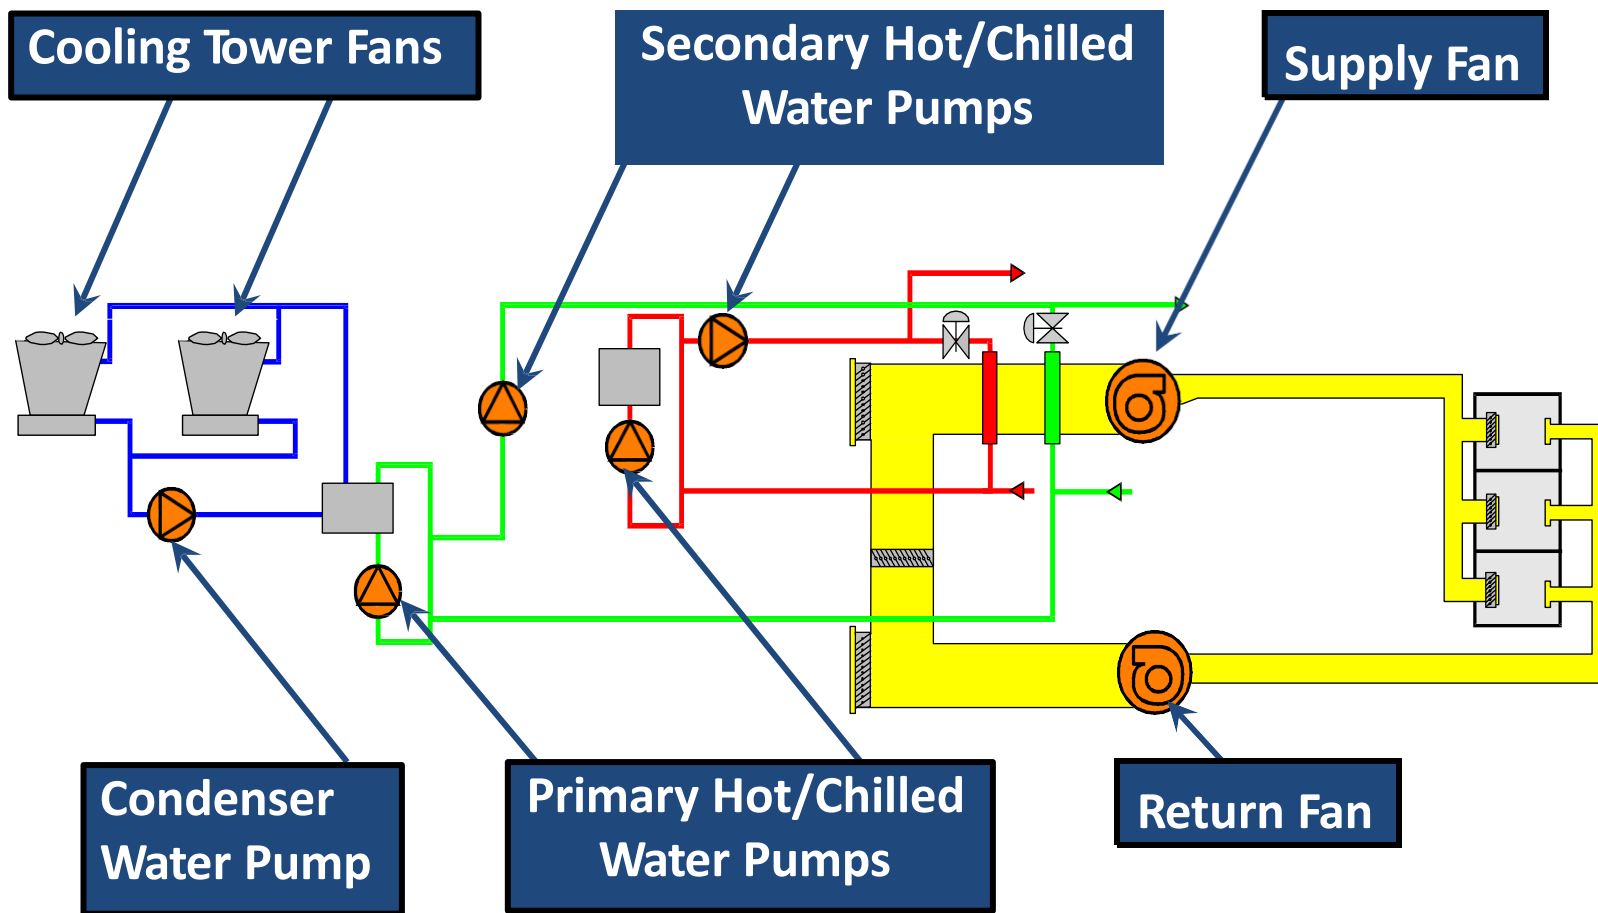 Cooling Tower Fans
Secondary Hot/Chilled
Water Pumps
Supply Fan
Condenser
Water Pump
Primary Hot/Chilled
Water Pumps
Return Fan